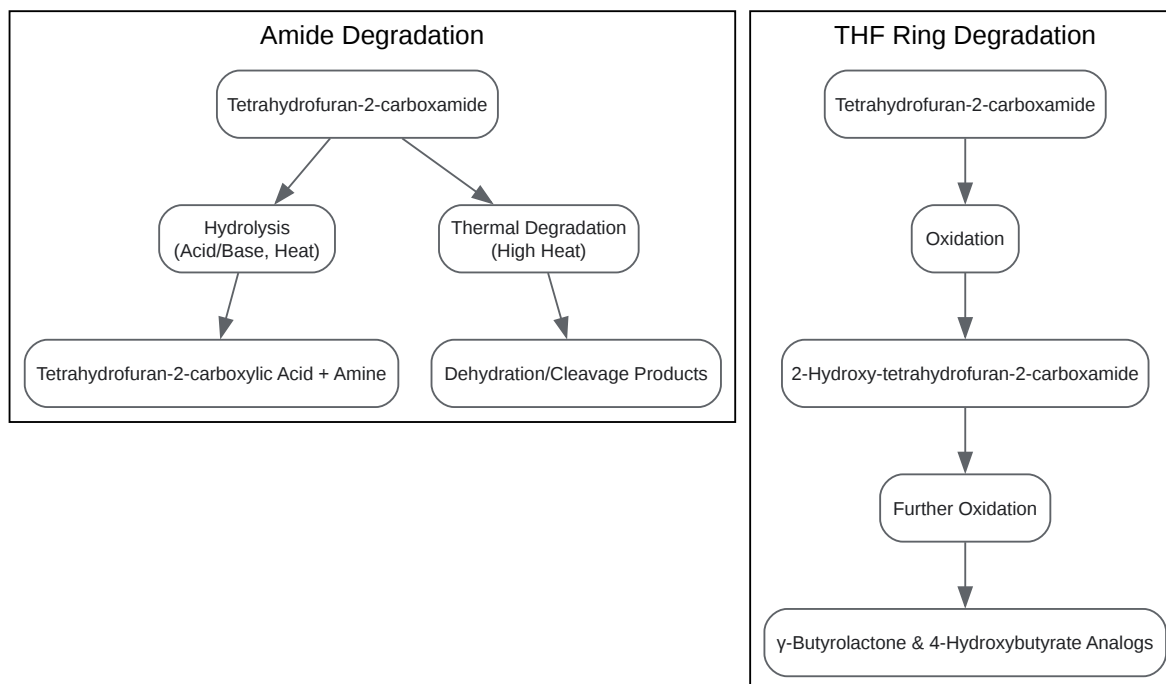 Amide Degradation
Tetrahydrofuran-2-carboxamide
Hydrolysis
(Acid/Base, Heat)
Thermal Degradation
(High Heat)
Tetrahydrofuran-2-carboxylic Acid + Amine
Dehydration/Cleavage Products
THF Ring Degradation
Tetrahydrofuran-2-carboxamide
Oxidation
2-Hydroxy-tetrahydrofuran-2-carboxamide
Further Oxidation
γ-Butyrolactone & 4-Hydroxybutyrate Analogs